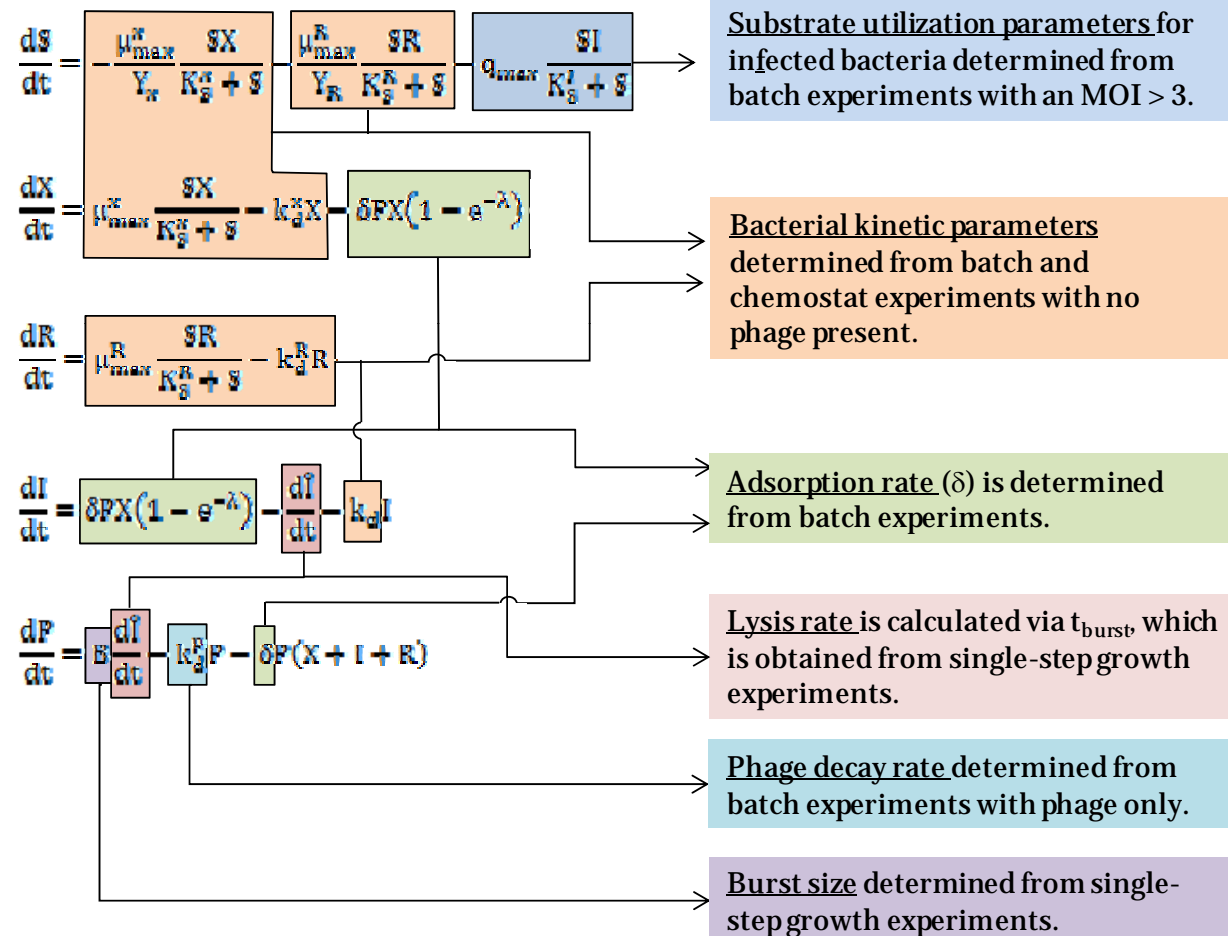 dS/dt = − μ^x_max/Y_x SX/(K^x_S + S) − μ^R_max/Y_R SR/(K^R_S + S) − q_max SI/(K^I_S + S)
Substrate utilization parameters for
infected bacteria determined from
batch experiments with an MOI > 3.
dX/dt = μ^x_max SX/(K^x_S + S) − k^x_d X − δPX(1 − e^−λ)
Bacterial kinetic parameters
determined from batch and
chemostat experiments with no
phage present.
dR/dt = μ^R_max SR/(K^R_S + S) − k^R_d R
dI/dt = δPX(1 − e^−λ) − dÎ/dt − k_d I
Adsorption rate (δ) is determined
from batch experiments.
dP/dt = B dÎ/dt − k^P_d P − δP(X + I + R)
Lysis rate is calculated via t_burst, which
is obtained from single-step growth
experiments.
Phage decay rate determined from
batch experiments with phage only.
Burst size determined from single-
step growth experiments.